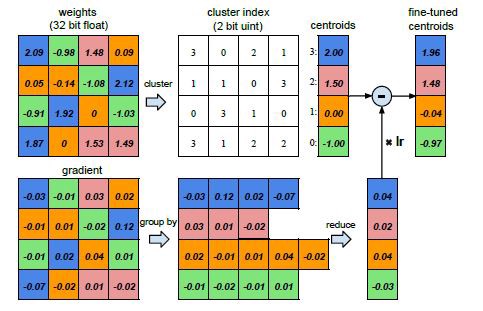 weights
(32 bit float)
cluster index
(2 bit uint)
centroids
fine-tuned
centroids
2.09 -0.98 1.48 0.09
0.05 -0.14 -1.08 2.12
-0.91 1.92 0 -1.03
1.87 0 1.53 1.49
cluster
3 0 2 1
1 1 0 3
0 3 1 0
3 1 2 2
3: 2.00
2: 1.50
1: 0.00
0: -1.00
-
× lr
1.96
1.48
-0.04
-0.97
gradient
-0.03 -0.01 0.03 0.02
-0.01 0.01 -0.02 0.12
-0.01 0.02 0.04 0.01
-0.07 -0.02 0.01 -0.02
group by
-0.03 0.12 0.02 -0.07
0.03 0.01 -0.02
0.02 -0.01 0.01 0.04 -0.02
-0.01 -0.02 -0.01 0.01
reduce
0.04
0.02
0.04
-0.03